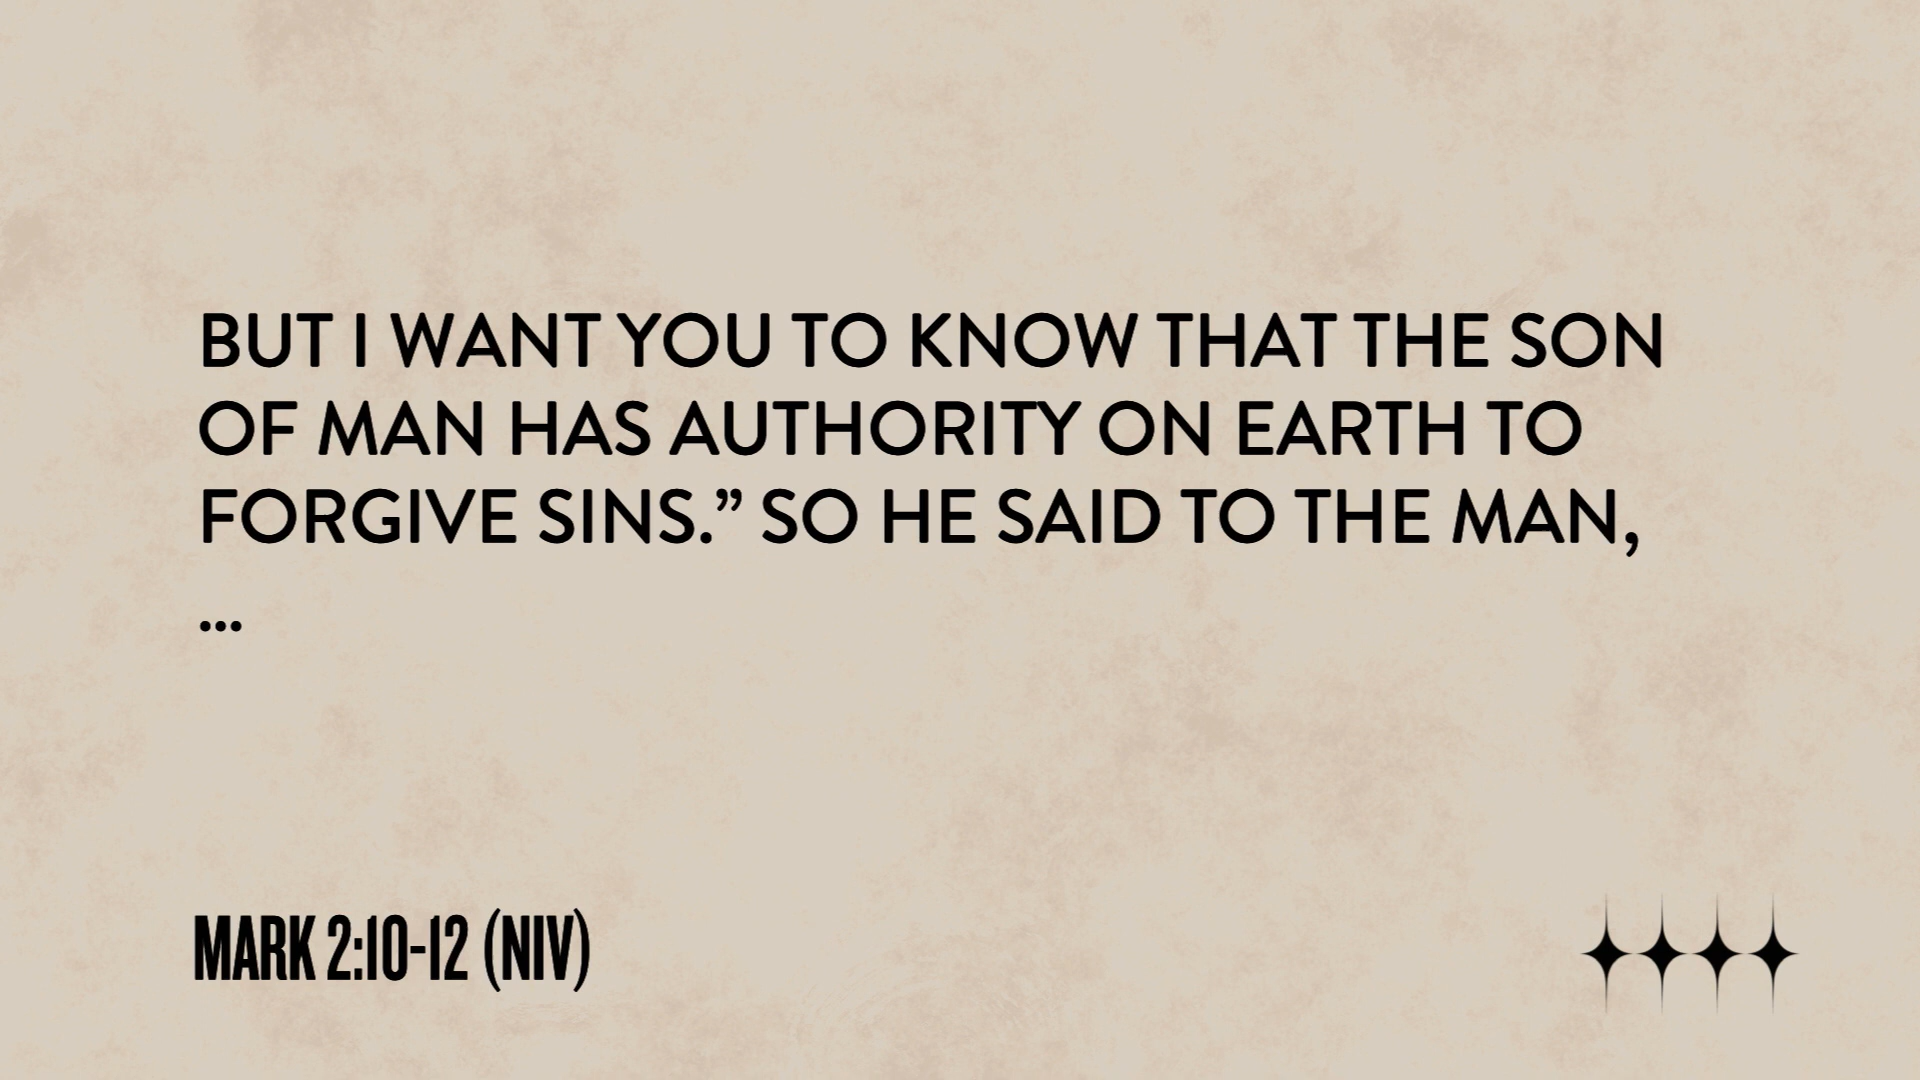 BUT I WANT YOU TO KNOW THAT THE SON
OF MAN HAS AUTHORITY ON EARTH TO
FORGIVE SINS.” SO HE SAID TO THE MAN,
…
MARK 2:10-12 (NIV)